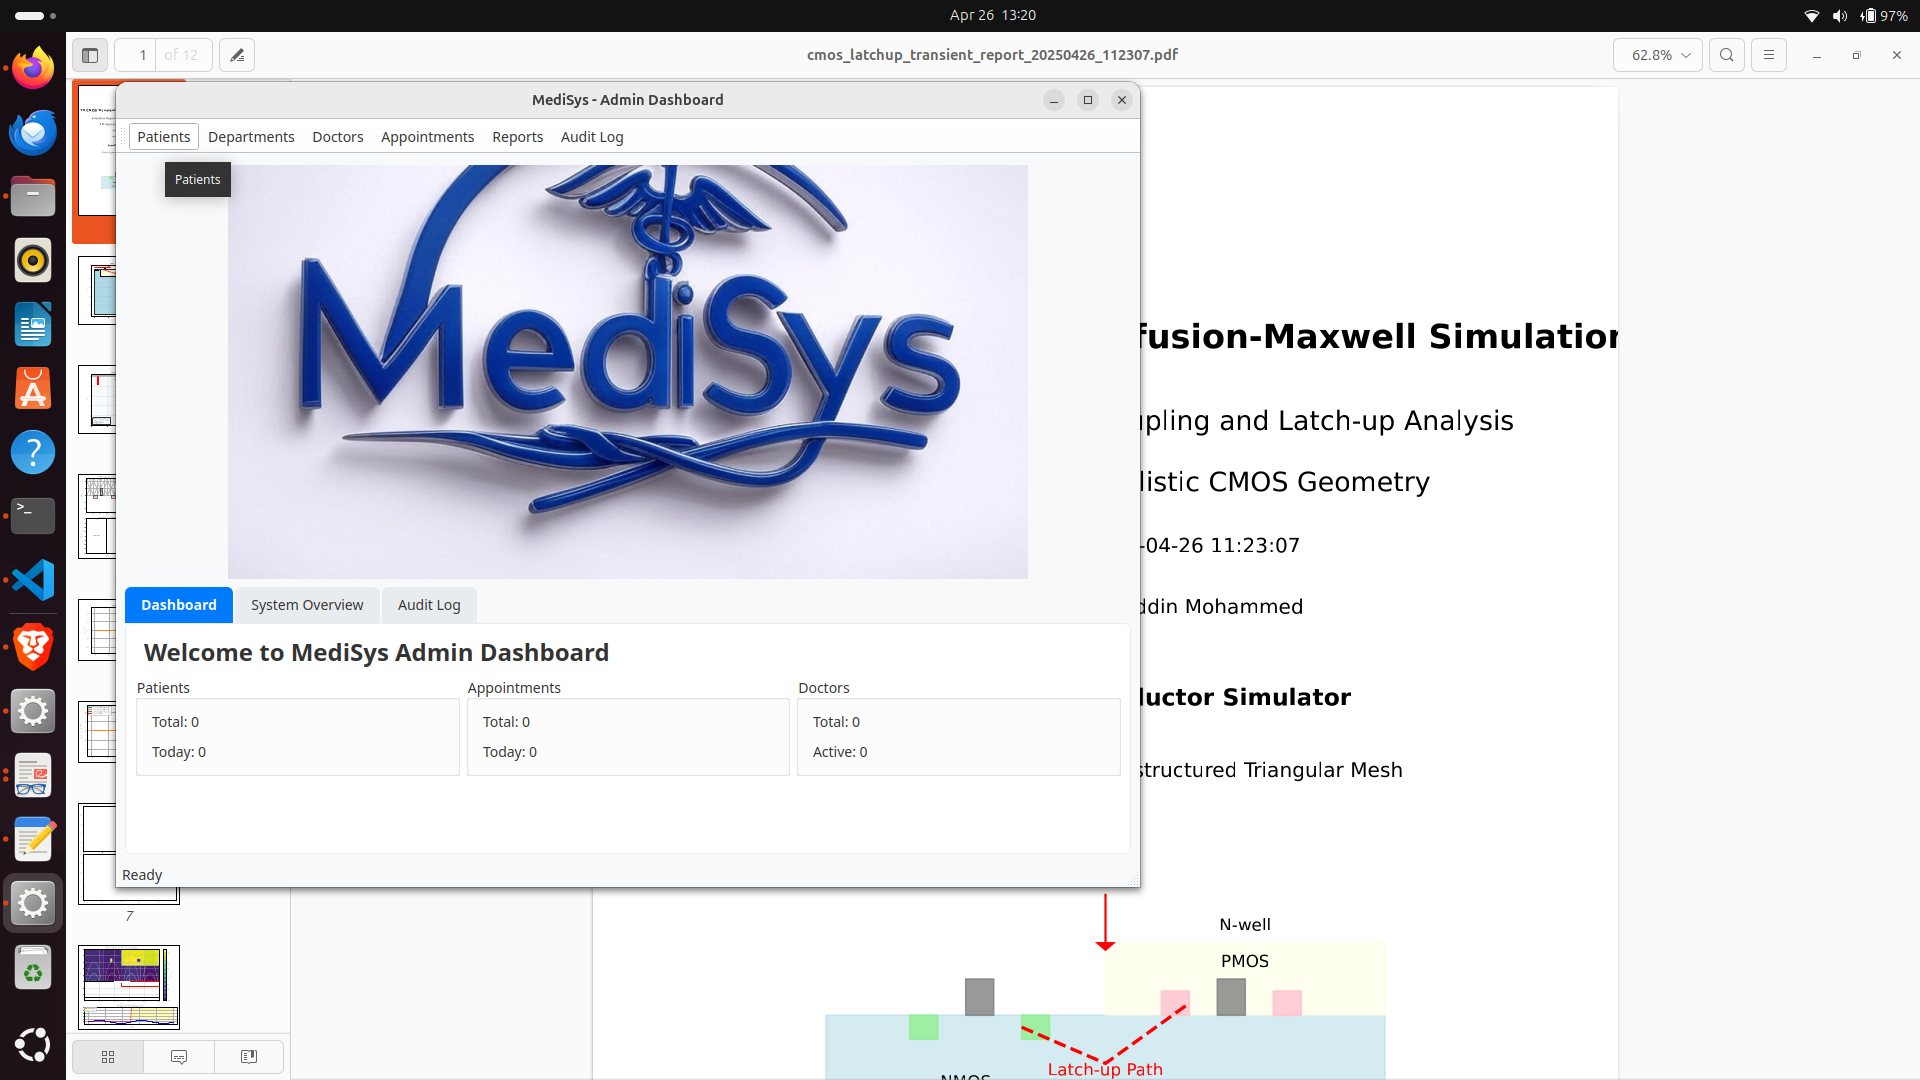 Apr 26 13:20
97%
1 of 12
cmos_latchup_transient_report_20250426_112307.pdf
62.8%
MediSys - Admin Dashboard
Patients
Departments
Doctors
Appointments
Reports
Audit Log
Patients
MediSys
Dashboard
System Overview
Audit Log
Welcome to MediSys Admin Dashboard
Patients
Total: 0
Today: 0
Appointments
Total: 0
Today: 0
Doctors
Total: 0
Active: 0
Ready
fusion-Maxwell Simulation
upling and Latch-up Analysis
listic CMOS Geometry
-04-26 11:23:07
ddin Mohammed
uctor Simulator
structured Triangular Mesh
N-well
PMOS
Latch-up Path
NMOS
7